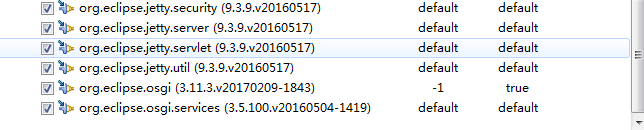 org.eclipse.jetty.security (9.3.9.v20160517) default default
org.eclipse.jetty.server (9.3.9.v20160517) default default
org.eclipse.jetty.servlet (9.3.9.v20160517) default default
org.eclipse.jetty.util (9.3.9.v20160517) default default
org.eclipse.osgi (3.11.3.v20170209-1843) -1 true
org.eclipse.osgi.services (3.5.100.v20160504-1419) default default